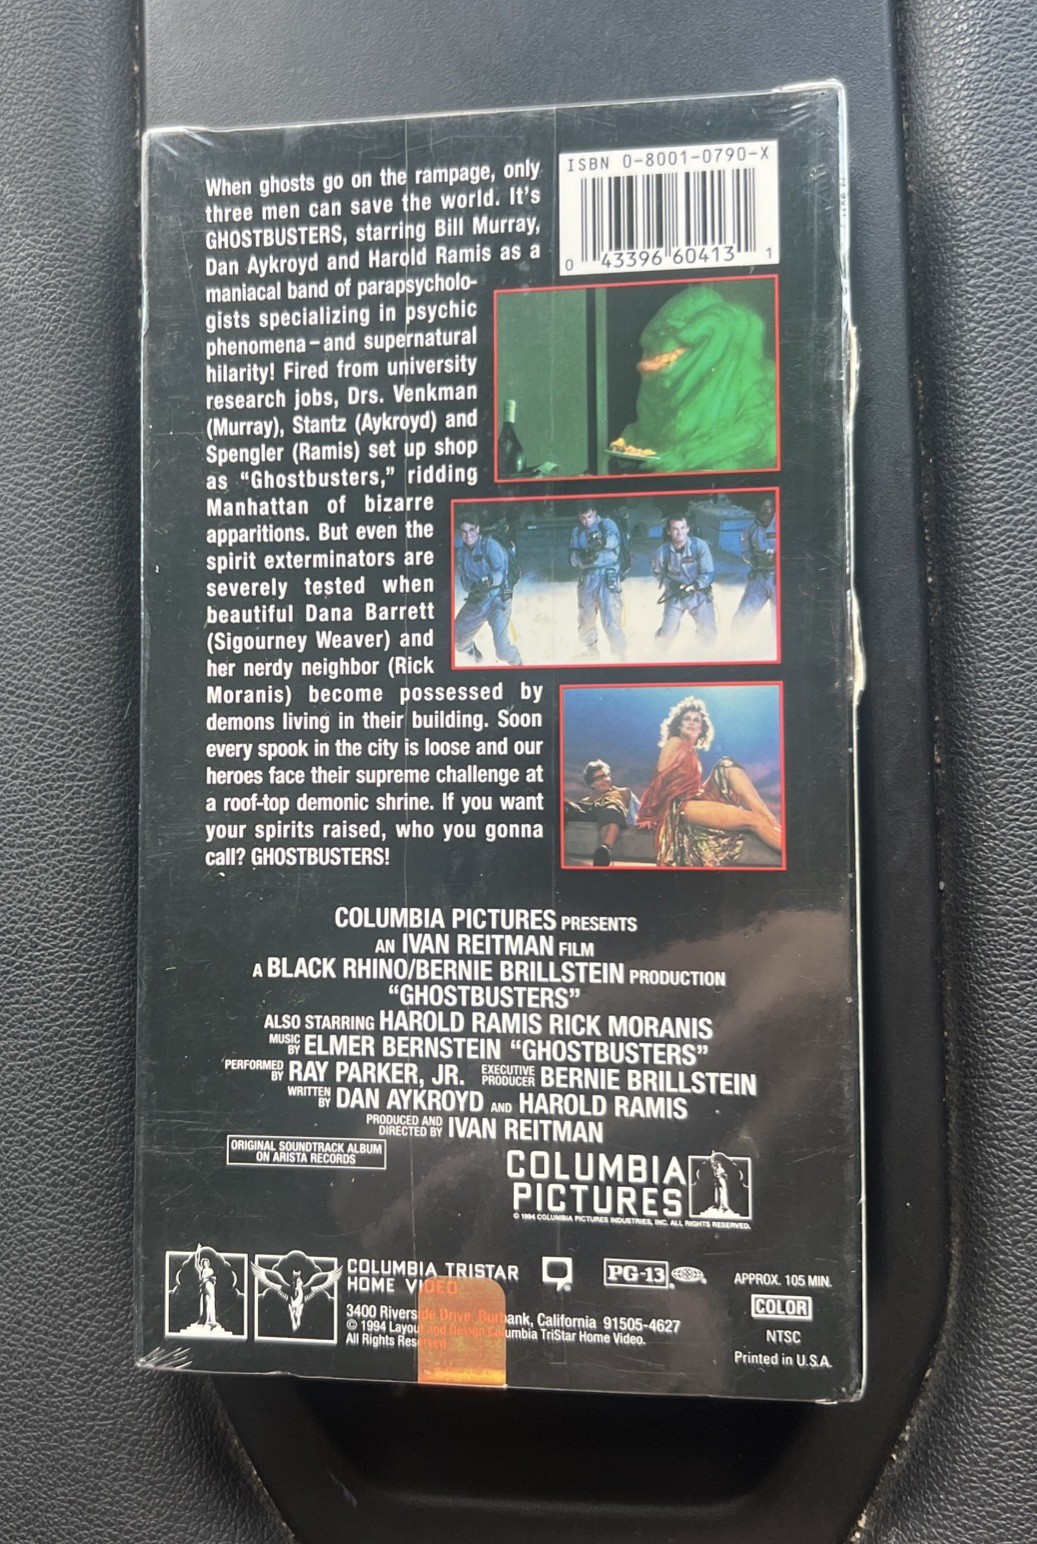 When ghosts go on the rampage, only
three men can save the world. It's
GHOSTBUSTERS, starring Bill Murray,
Dan Aykroyd and Harold Ramis as a
maniacal band of parapsycholo-
gists specializing in psychic
phenomena–and supernatural
hilarity! Fired from university
research jobs, Drs. Venkman
(Murray), Stantz (Aykroyd) and
Spengler (Ramis) set up shop
as “Ghostbusters,” ridding
Manhattan of bizarre
apparitions. But even the
spirit exterminators are
severely tested when
beautiful Dana Barrett
(Sigourney Weaver) and
her nerdy neighbor (Rick
Moranis) become possessed by
demons living in their building. Soon
every spook in the city is loose and our
heroes face their supreme challenge at
a roof-top demonic shrine. If you want
your spirits raised, who you gonna
call? GHOSTBUSTERS!
ISBN 0-8001-0790-X
0 43396 60413 1
COLUMBIA PICTURES PRESENTS
AN IVAN REITMAN FILM
A BLACK RHINO/BERNIE BRILLSTEIN PRODUCTION
“GHOSTBUSTERS”
ALSO STARRING HAROLD RAMIS RICK MORANIS
MUSIC BY ELMER BERNSTEIN “GHOSTBUSTERS”
PERFORMED BY RAY PARKER, JR. EXECUTIVE PRODUCER BERNIE BRILLSTEIN
WRITTEN BY DAN AYKROYD AND HAROLD RAMIS
PRODUCED AND DIRECTED BY IVAN REITMAN
ORIGINAL SOUNDTRACK ALBUM
ON ARISTA RECORDS
COLUMBIA
PICTURES
© 1984 COLUMBIA PICTURES INDUSTRIES, INC. ALL RIGHTS RESERVED.
COLUMBIA TRISTAR
HOME VIDEO
3400 Riverside Drive, Burbank, California 91505-4627
© 1994 Layout and Design Columbia TriStar Home Video.
All Rights Reserved
PG-13
APPROX. 105 MIN.
COLOR
NTSC
Printed in U.S.A.